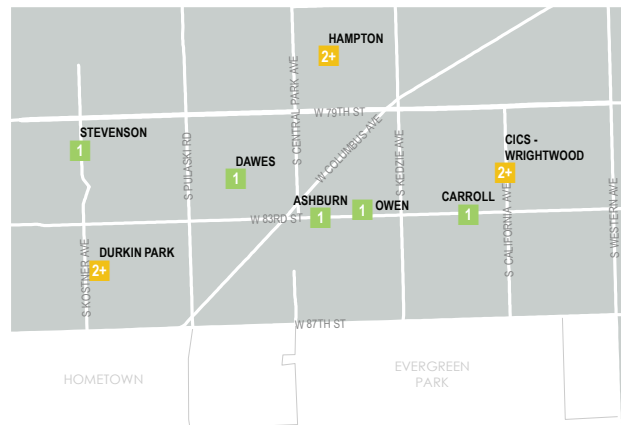 HAMPTON
2+
S CENTRAL PARK AVE
W 79TH ST
W COLUMBUS AVE
STEVENSON
1
S PULASKI RD
DAWES
1
S KEDZIE AVE
CICS -
WRIGHTWOOD
2+
ASHBURN
1
OWEN
1
CARROLL
1
W 83RD ST
S CALIFORNIA AVE
S WESTERN AVE
DURKIN PARK
2+
S KOSTNER AVE
W 87TH ST
HOMETOWN
EVERGREEN
PARK